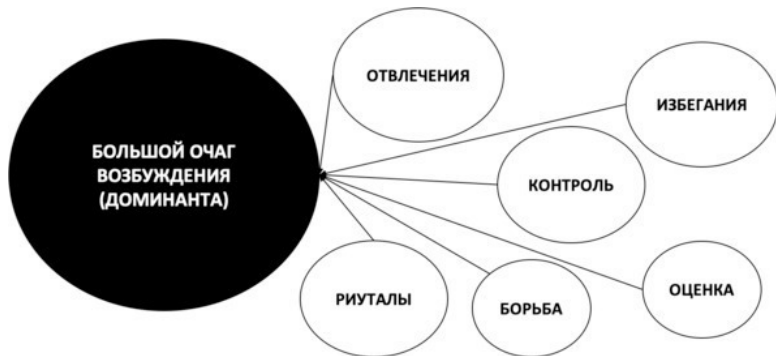 БОЛЬШОЙ ОЧАГ
ВОЗБУЖДЕНИЯ
(ДОМИНАНТА)
ОТВЛЕЧЕНИЯ
ИЗБЕГАНИЯ
КОНТРОЛЬ
ОЦЕНКА
БОРЬБА
РИУТАЛЫ